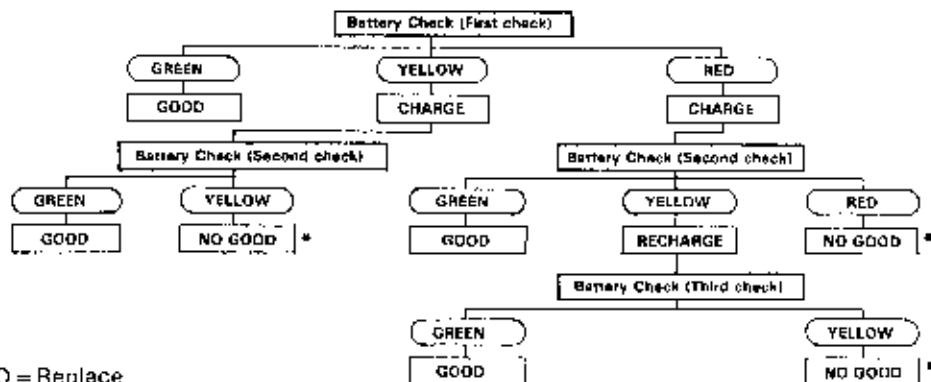 Battery Check (First check)
GREEN YELLOW RED
GOOD CHARGE CHARGE
Battery Check (Second check) Battery Check (Second check)
GREEN YELLOW GREEN YELLOW RED
GOOD NO GOOD * GOOD RECHARGE NO GOOD *
Battery Check (Third check)
GREEN YELLOW
GOOD NO GOOD *
= Replace